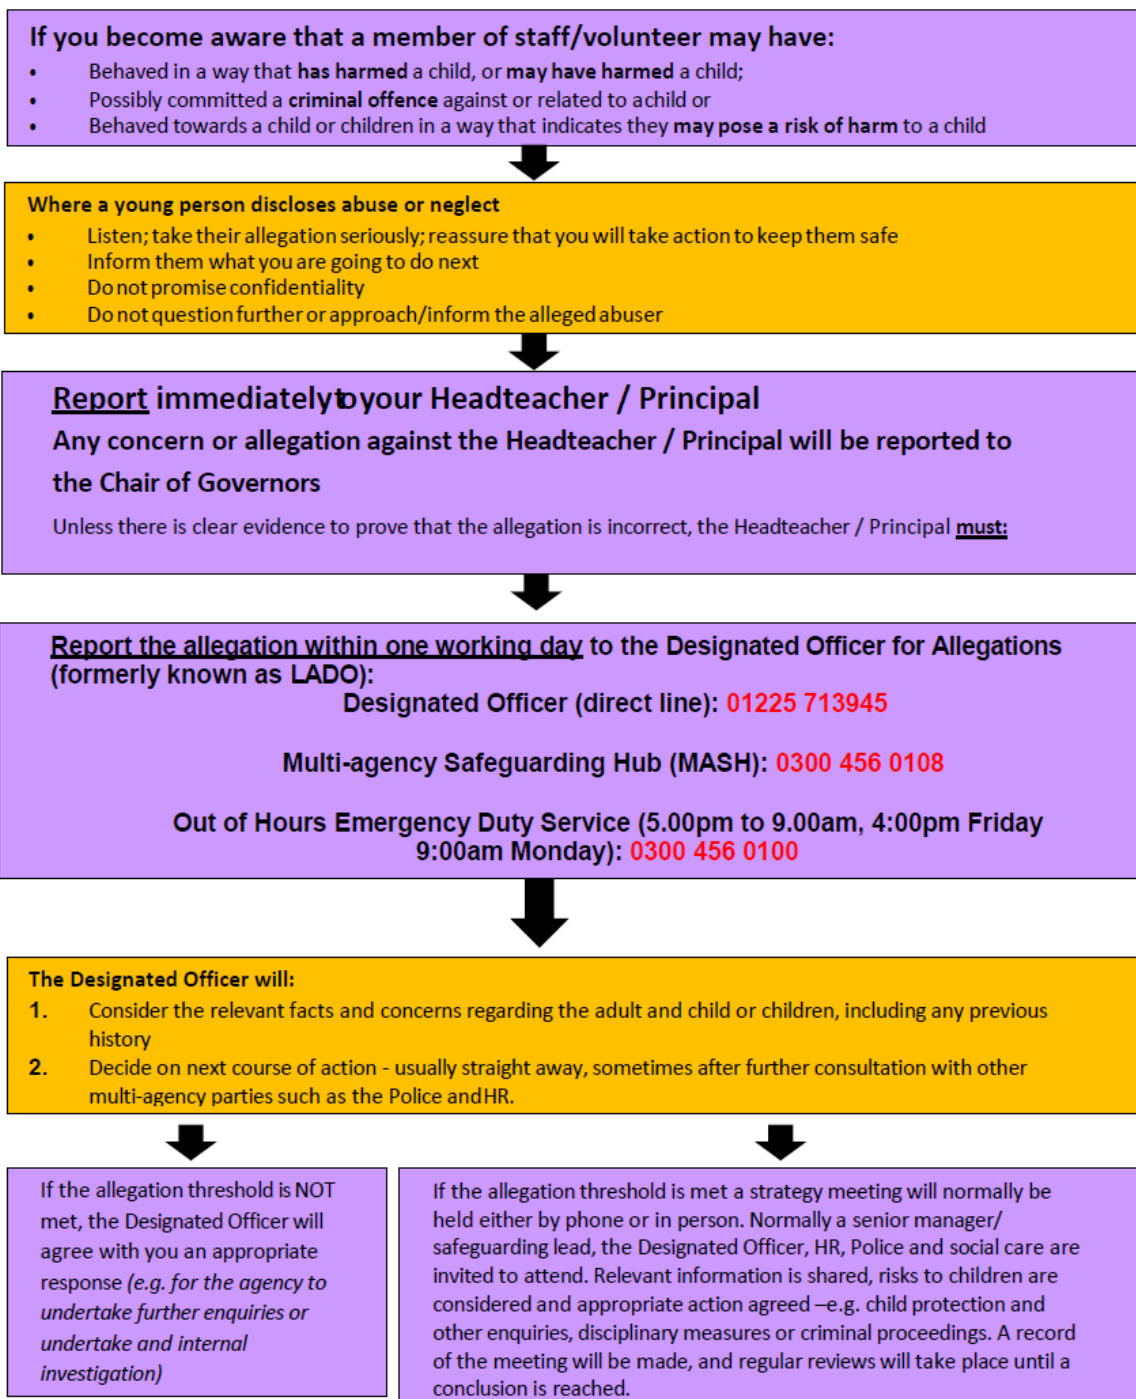 If you become aware that a member of staff/volunteer may have:
• Behaved in a way that has harmed a child, or may have harmed a child;
• Possibly committed a criminal offence against or related to achild or
• Behaved towards a child or children in a way that indicates they may pose a risk of harm to a child
Where a young person discloses abuse or neglect
• Listen; take their allegation seriously; reassure that you will take action to keep them safe
• Inform them what you are going to do next
• Do not promise confidentiality
• Do not question further or approach/inform the alleged abuser
Report immediately to your Headteacher / Principal
Any concern or allegation against the Headteacher / Principal will be reported to
the Chair of Governors
Unless there is clear evidence to prove that the allegation is incorrect, the Headteacher / Principal must:
Report the allegation within one working day to the Designated Officer for Allegations
(formerly known as LADO):
Designated Officer (direct line): 01225 713945
Multi-agency Safeguarding Hub (MASH): 0300 456 0108
Out of Hours Emergency Duty Service (5.00pm to 9.00am, 4:00pm Friday
9:00am Monday): 0300 456 0100
The Designated Officer will:
1. Consider the relevant facts and concerns regarding the adult and child or children, including any previous
history
2. Decide on next course of action - usually straight away, sometimes after further consultation with other
multi-agency parties such as the Police and HR.
If the allegation threshold is NOT
met, the Designated Officer will
agree with you an appropriate
response (e.g. for the agency to
undertake further enquiries or
undertake and internal
investigation)
If the allegation threshold is met a strategy meeting will normally be
held either by phone or in person. Normally a senior manager/
safeguarding lead, the Designated Officer, HR, Police and social care are
invited to attend. Relevant information is shared, risks to children are
considered and appropriate action agreed –e.g. child protection and
other enquiries, disciplinary measures or criminal proceedings. A record
of the meeting will be made, and regular reviews will take place until a
conclusion is reached.